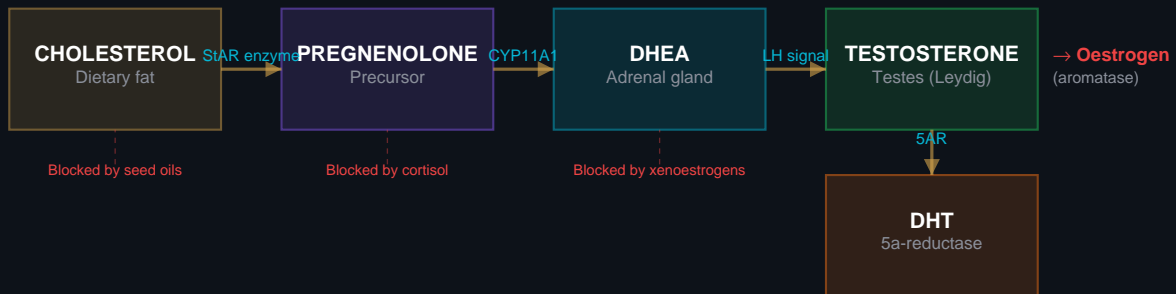 CHOLESTEROL
Dietary fat
StAR enzyme
PREGNENOLONE
Precursor
CYP11A1
DHEA
Adrenal gland
LH signal
TESTOSTERONE
Testes (Leydig)
→ Oestrogen
(aromatase)
Blocked by seed oils
Blocked by cortisol
Blocked by xenoestrogens
5AR
DHT
5a-reductase